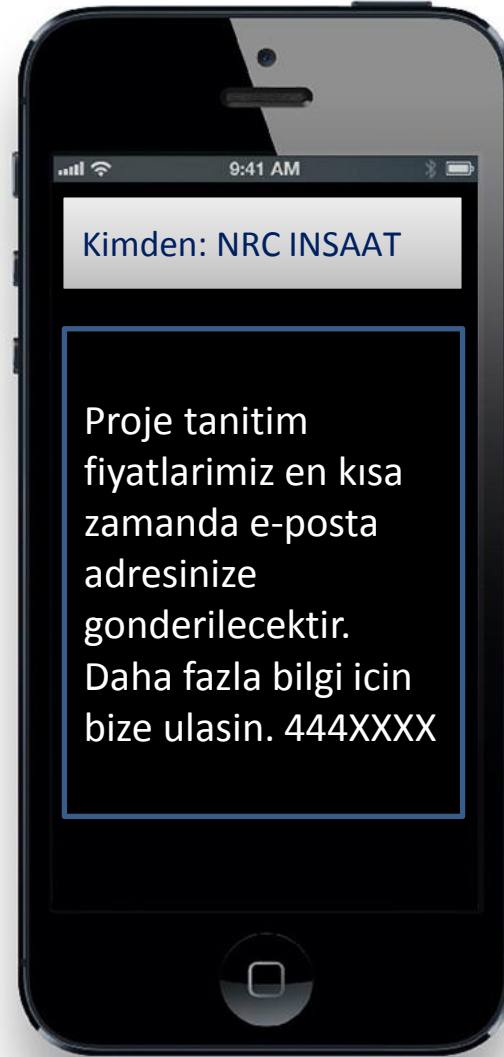 9:41 AM
Kimden: NRC INSAAT
Proje tanitim
fiyatlarimiz en kısa
zamanda e-posta
adresinize
gonderilecektir.
Daha fazla bilgi icin
bize ulasin. 444XXXX